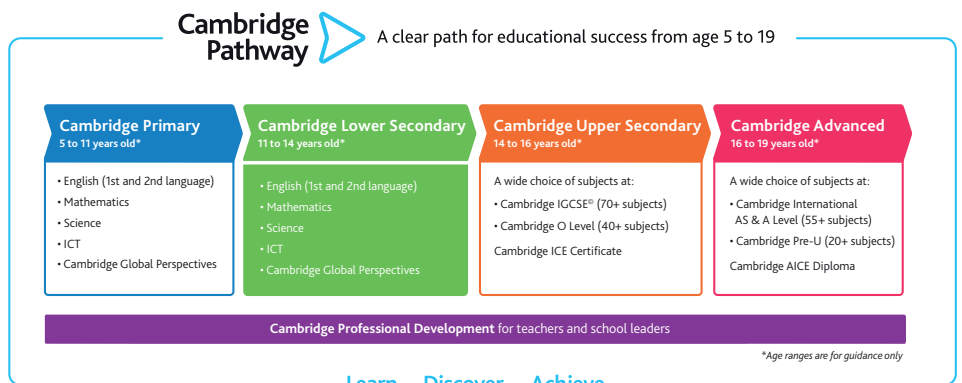 Cambridge
Pathway
A clear path for educational success from age 5 to 19
Cambridge Primary
5 to 11 years old*
• English (1st and 2nd language)
• Mathematics
• Science
• ICT
• Cambridge Global Perspectives
Cambridge Lower Secondary
11 to 14 years old*
• English (1st and 2nd language)
• Mathematics
• Science
• ICT
• Cambridge Global Perspectives
Cambridge Upper Secondary
14 to 16 years old*
A wide choice of subjects at:
• Cambridge IGCSE© (70+ subjects)
• Cambridge O Level (40+ subjects)
Cambridge ICE Certificate
Cambridge Advanced
16 to 19 years old*
A wide choice of subjects at:
• Cambridge International
AS & A Level (55+ subjects)
• Cambridge Pre-U (20+ subjects)
Cambridge AICE Diploma
Cambridge Professional Development for teachers and school leaders
*Age ranges are for guidance only
Learn Discover Achieve